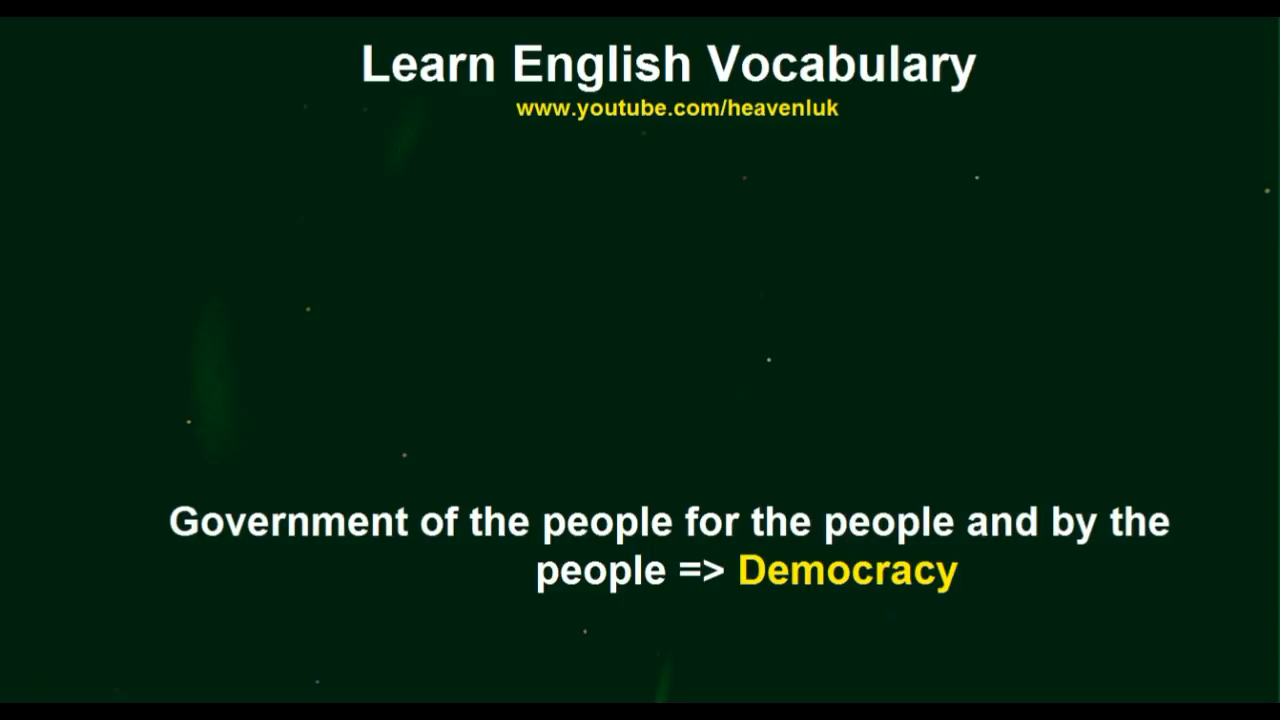 Learn English Vocabulary
www.youtube.com/heavenluk
Government of the people for the people and by the
people => Democracy